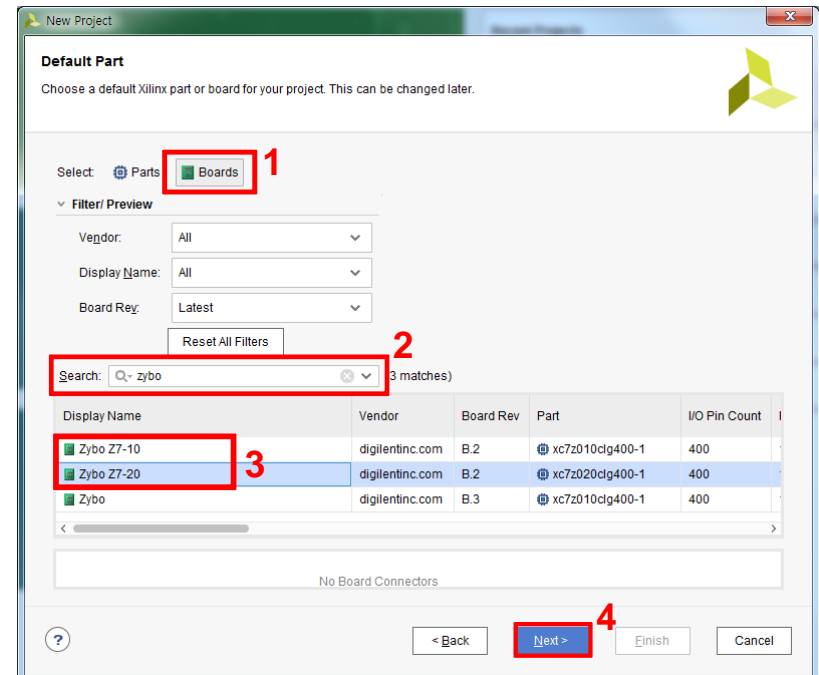 New Project
Default Part
Choose a default Xilinx part or board for your project. This can be changed later.
Select: Parts Boards 1
Filter/ Preview
Vendor: All
Display Name: All
Board Rev: Latest
Reset All Filters
2
Search: zybo 3 matches)
Display Name Vendor Board Rev Part I/O Pin Count
Zybo Z7-10 digilentinc.com B.2 xc7z010clg400-1 400
3
Zybo Z7-20 digilentinc.com B.2 xc7z020clg400-1 400
Zybo digilentinc.com B.3 xc7z010clg400-1 400
No Board Connectors
4
? < Back Next > Finish Cancel